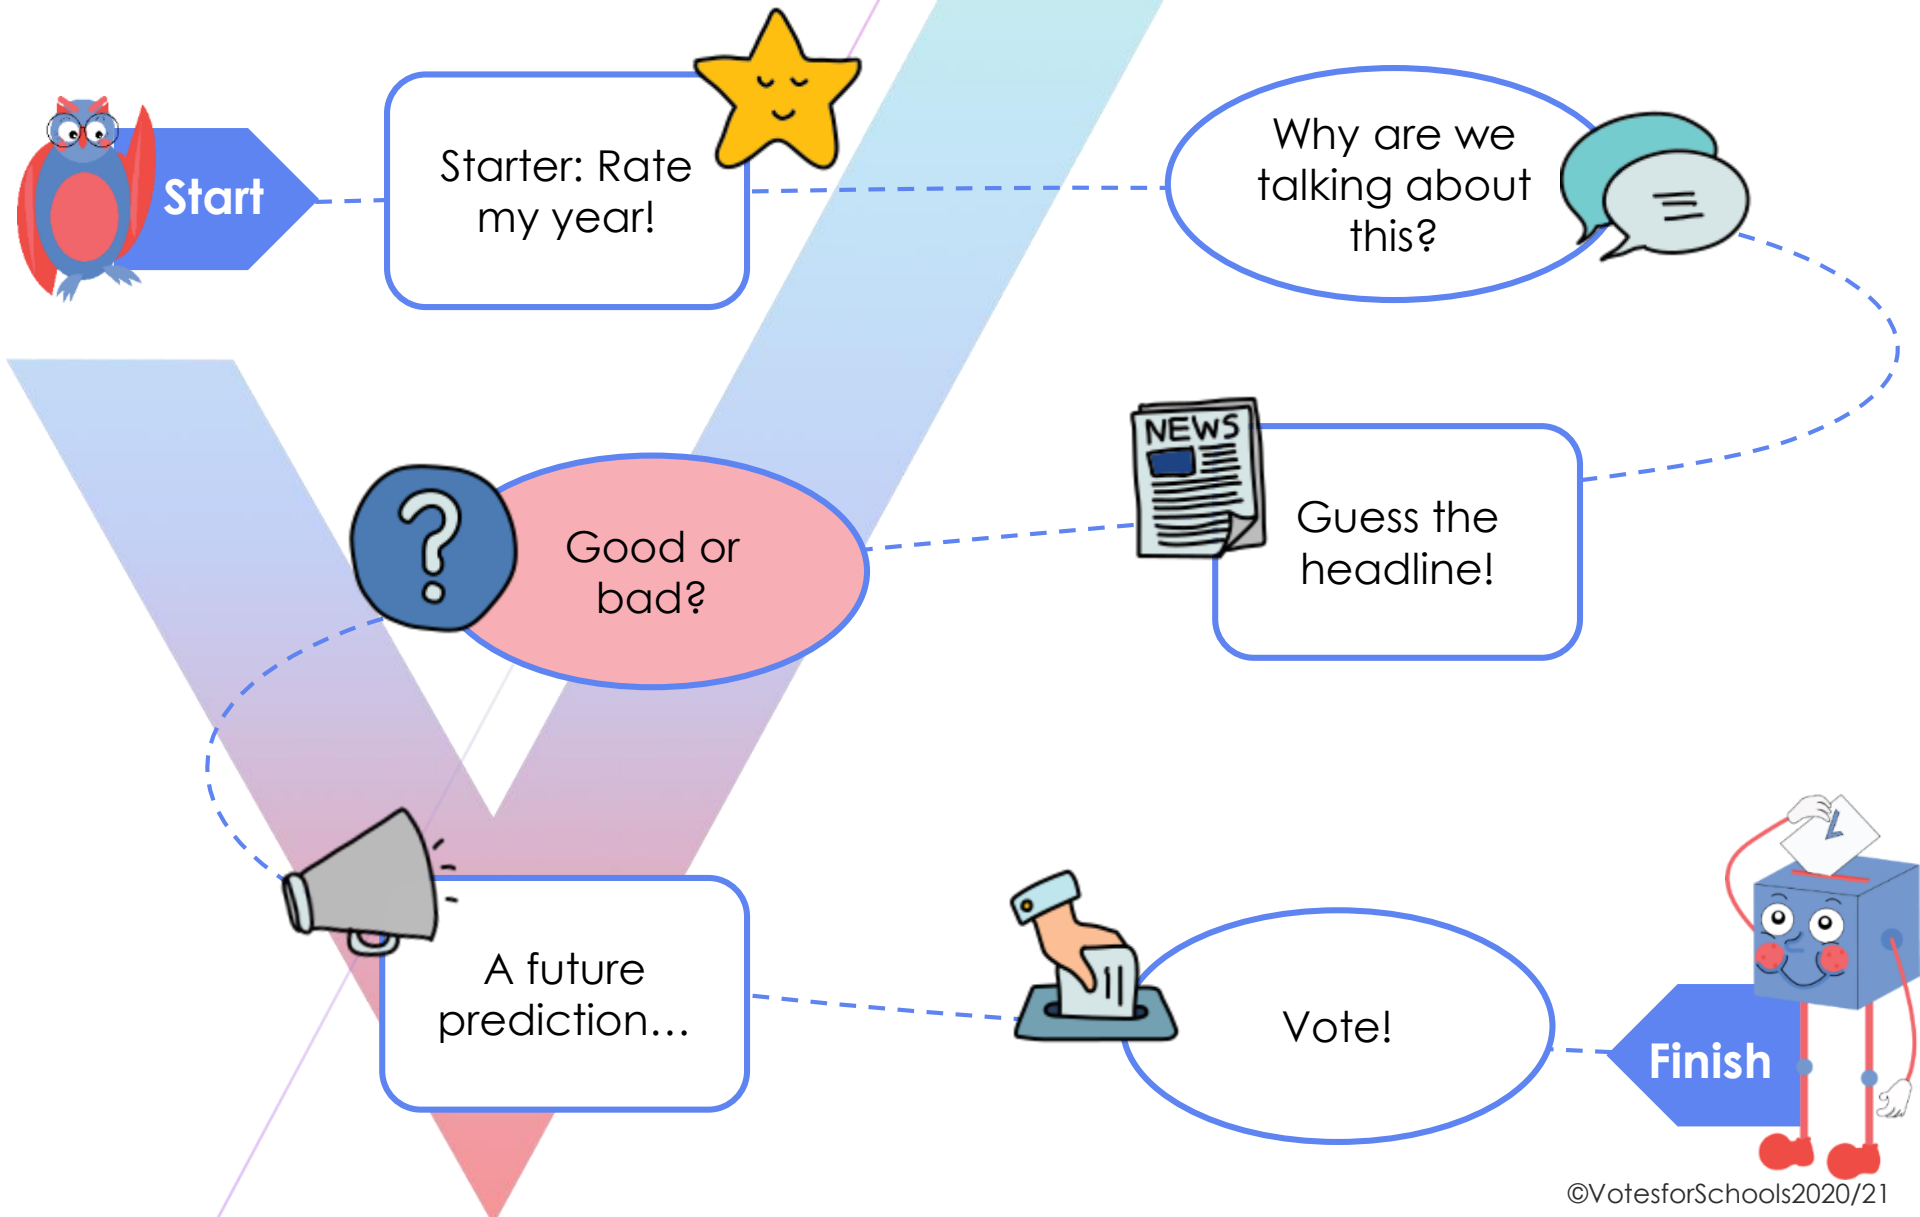 Start
Starter: Rate
my year!
Why are we
talking about
this?
NEWS
Guess the
headline!
?
Good or
bad?
A future
prediction…
Vote!
Finish
©VotesforSchools2020/21